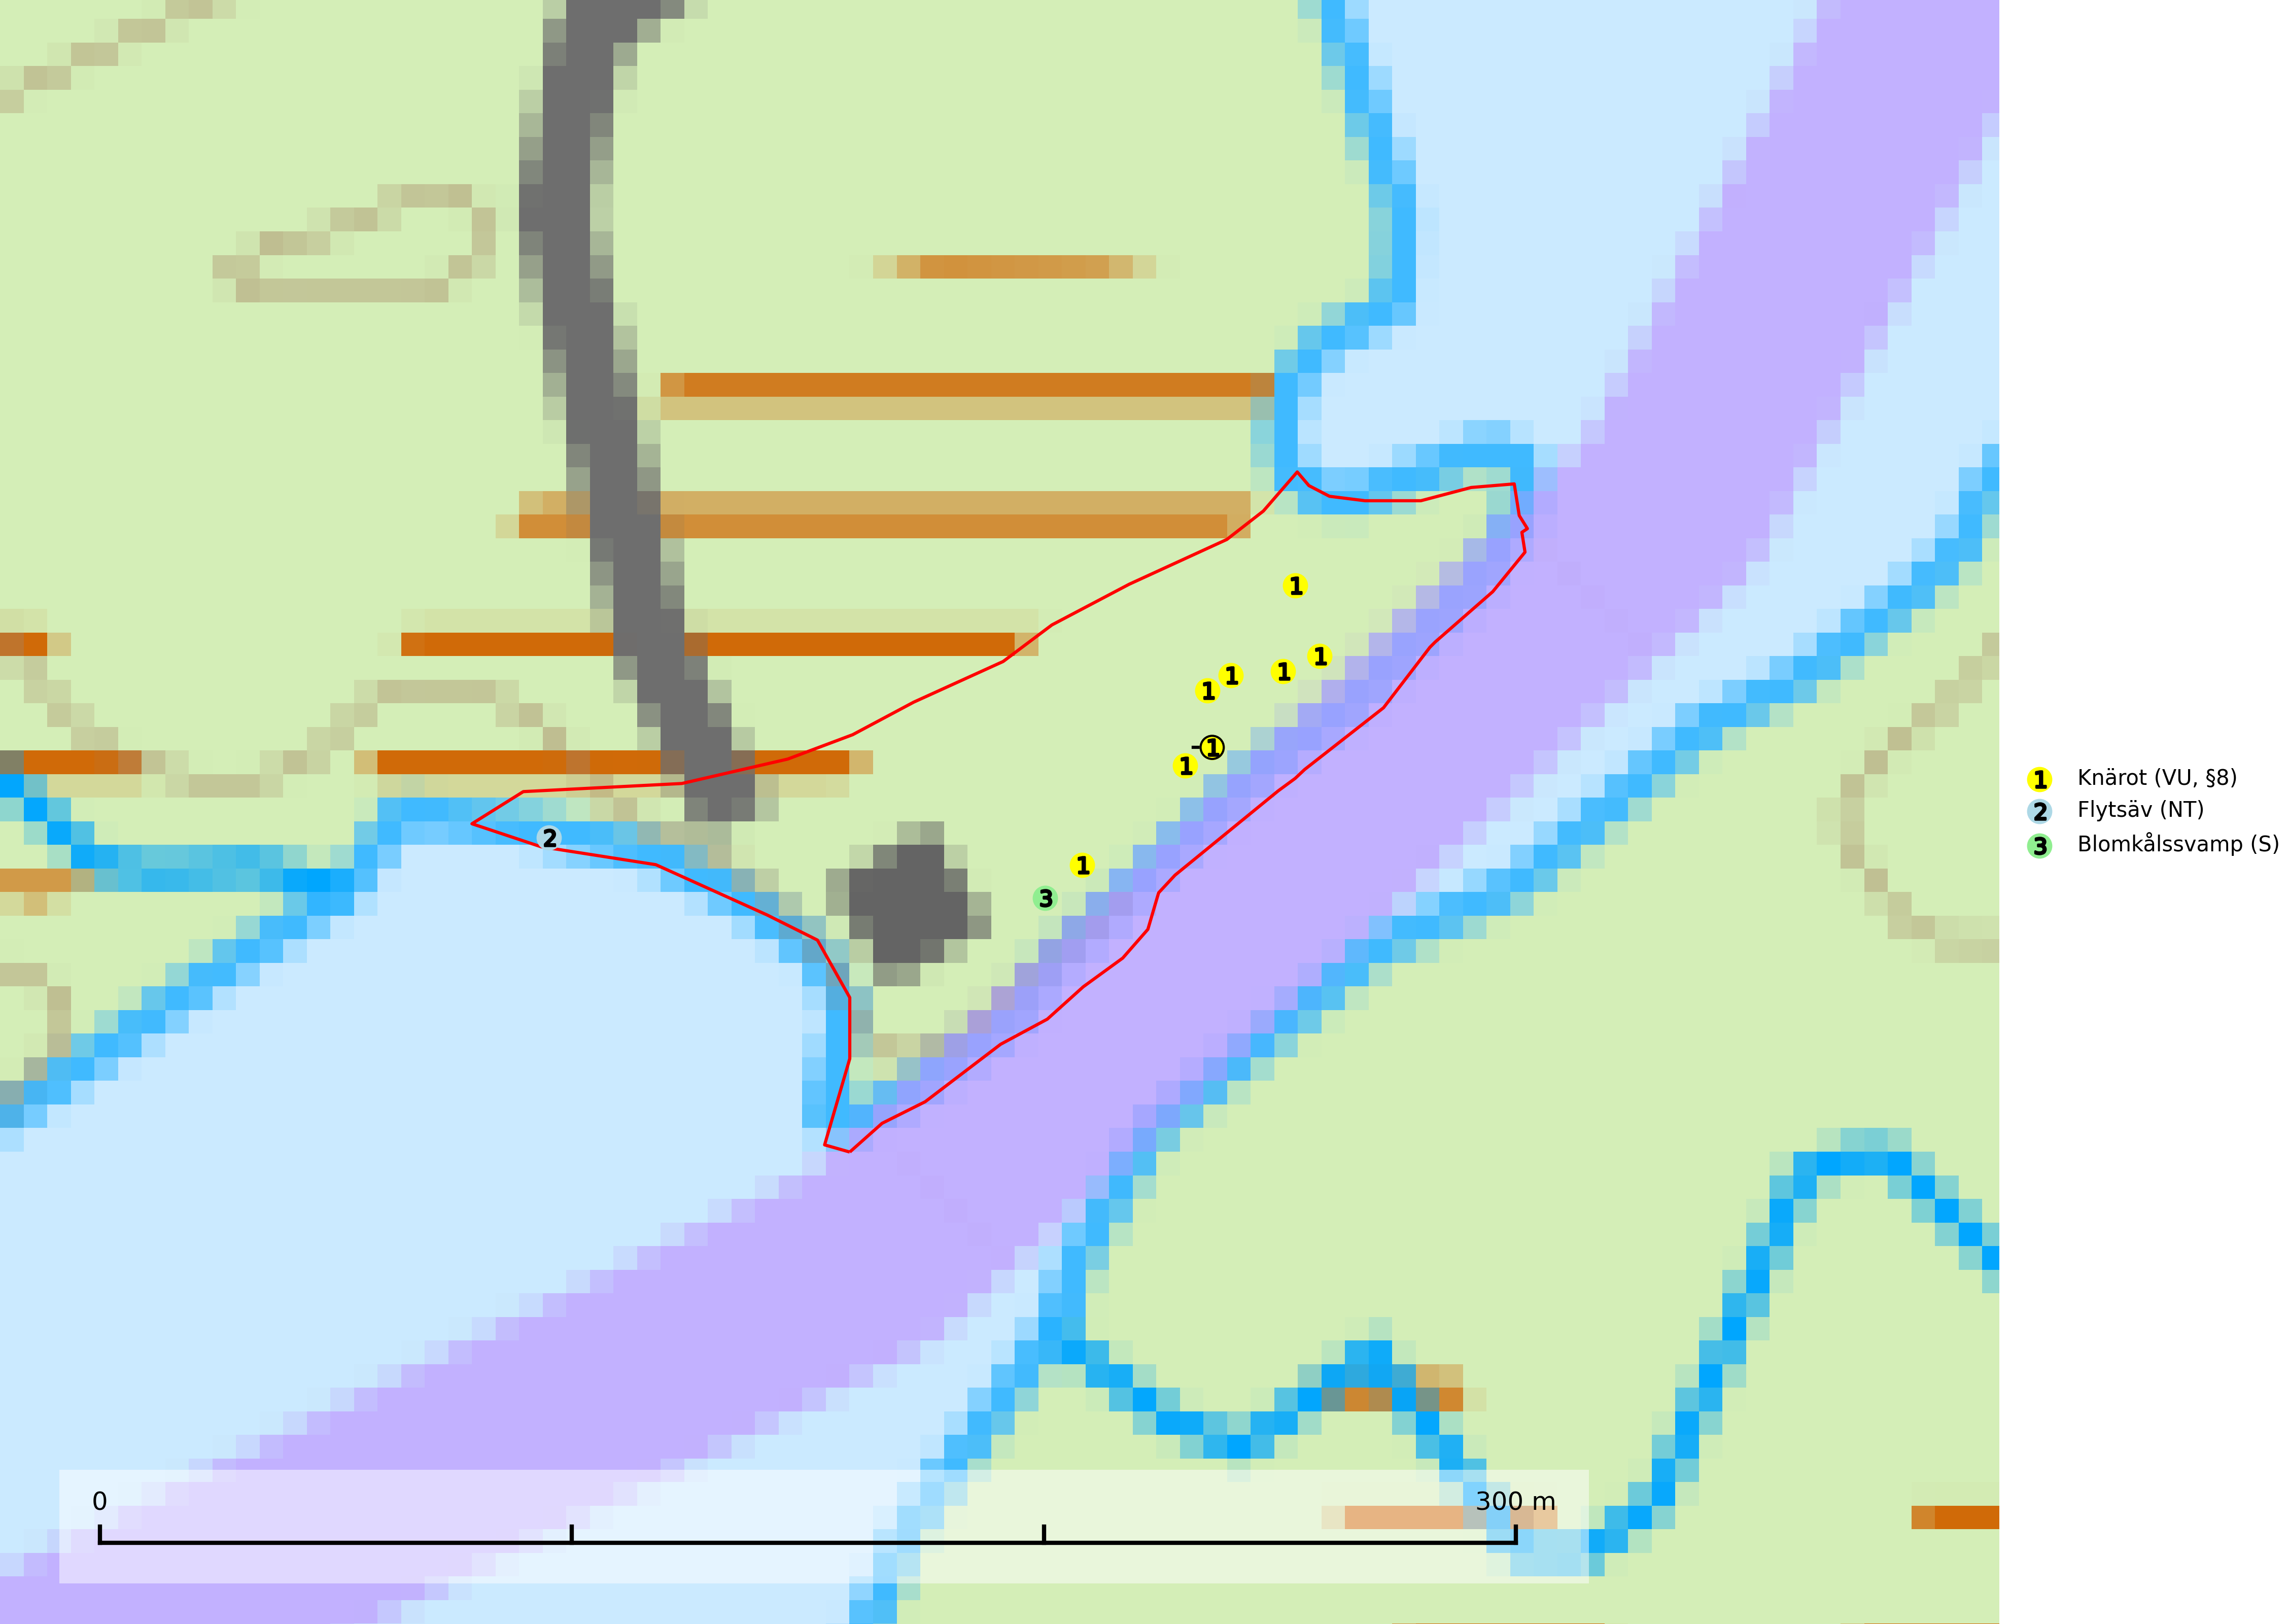 1
1
1
1
1
1
1
2
1
3
1 Knärot (VU, §8)
2 Flytsäv (NT)
3 Blomkålssvamp (S)
0 300 m